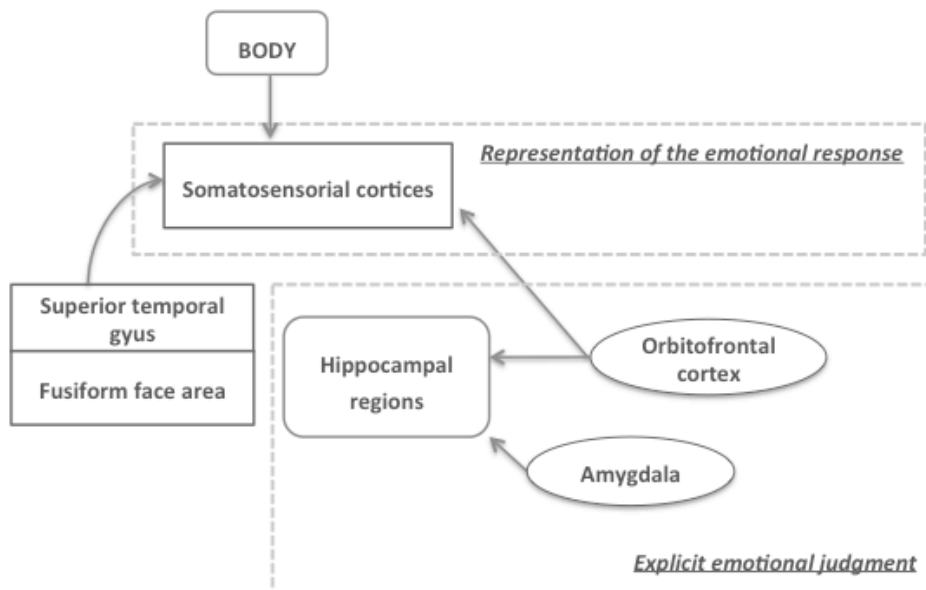 BODY
Representation of the emotional response
Somatosensorial cortices
Superior temporal
gyus
Fusiform face area
Hippocampal
regions
Orbitofrontal
cortex
Amygdala
Explicit emotional judgment